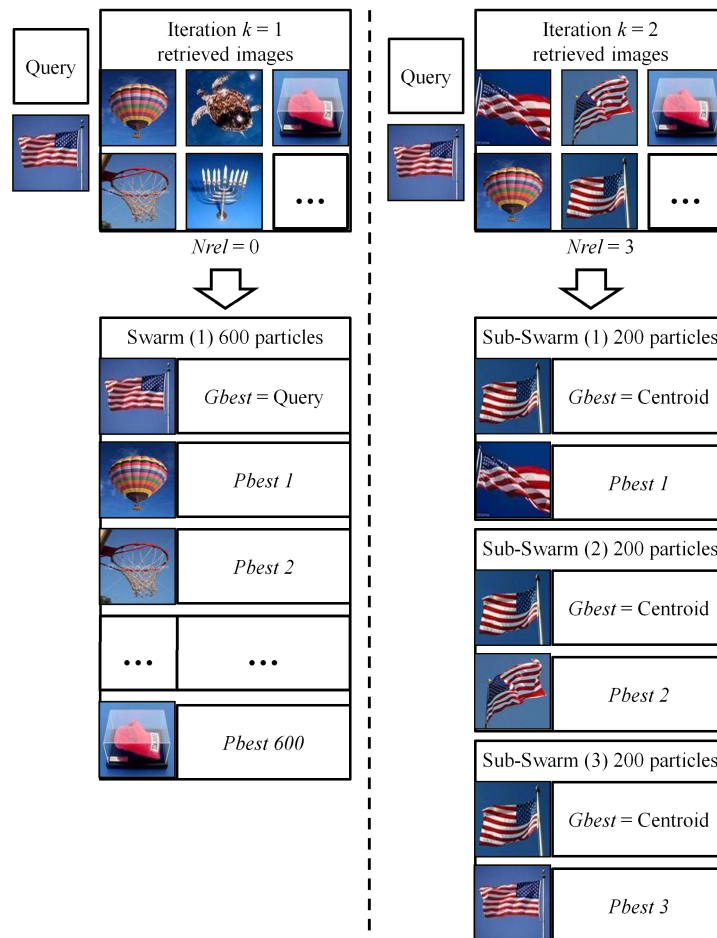 Query
Iteration k = 1
retrieved images
...
Nrel = 0
Swarm (1) 600 particles
Gbest = Query
Pbest 1
Pbest 2
... ...
Pbest 600
Query
Iteration k = 2
retrieved images
...
Nrel = 3
Sub-Swarm (1) 200 particles
Gbest = Centroid
Pbest 1
Sub-Swarm (2) 200 particles
Gbest = Centroid
Pbest 2
Sub-Swarm (3) 200 particles
Gbest = Centroid
Pbest 3